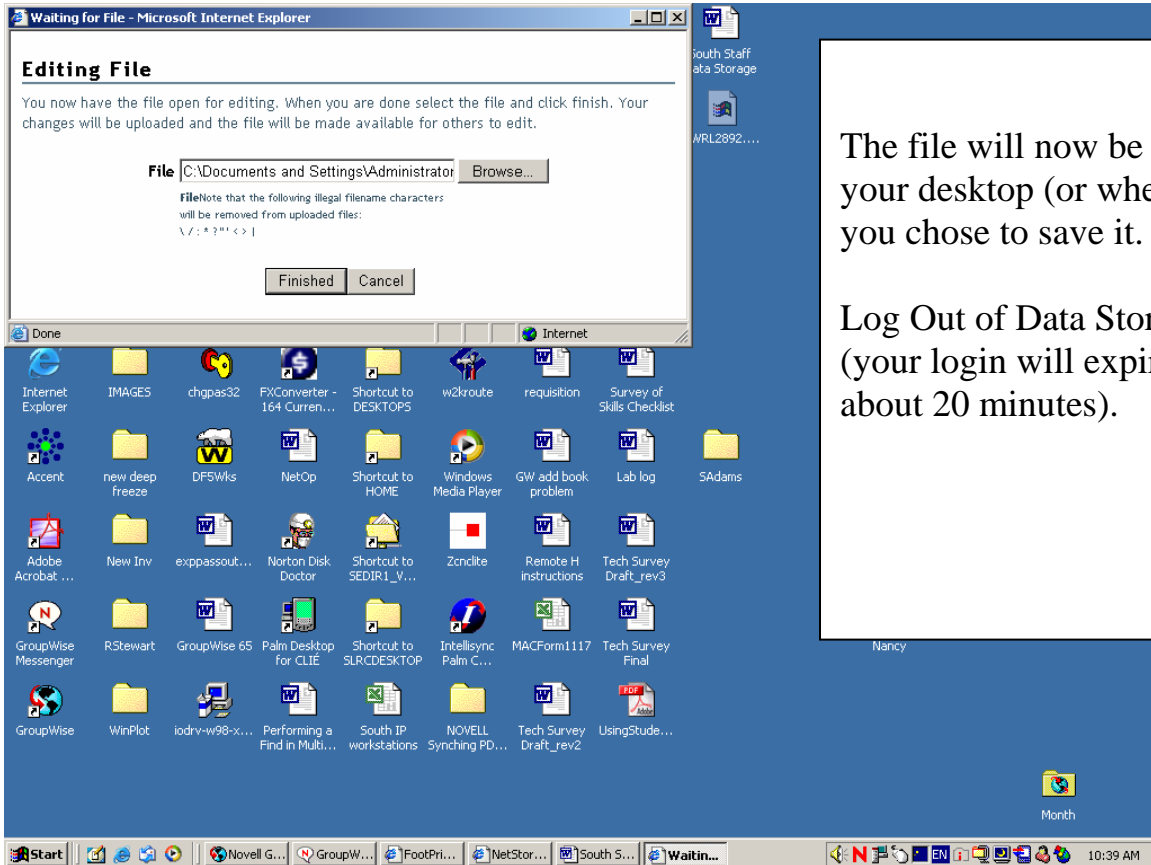 Waiting for File - Microsoft Internet Explorer
Editing File
You now have the file open for editing. When you are done select the file and click finish. Your
changes will be uploaded and the file will be made available for others to edit.
File C:\Documents and Settings\Administrator Browse...
FileNote that the following illegal filename characters
will be removed from uploaded files:
\ / : * ? " ' < > |
Finished Cancel
Done Internet
South Staff
ata Storage
WRL2892....
The file will now be
your desktop (or whe
you chose to save it.
Log Out of Data Stor
(your login will expi
about 20 minutes).
Internet
Explorer
IMAGES
chgpas32
FXConverter -
164 Curren...
Shortcut to
DESKTOPS
w2kroute
requisition
Survey of
Skills Checklist
Accent
new deep
freeze
DF5Wks
NetOp
Shortcut to
HOME
Windows
Media Player
GW add book
problem
Lab log
SAdams
Adobe
Acrobat ...
New Inv
exppassout...
Norton Disk
Doctor
Shortcut to
SEDIR1_V...
Zcnclite
Remote H
instructions
Tech Survey
Draft_rev3
GroupWise
Messenger
RStewart
GroupWise 65
Palm Desktop
for CLIÉ
Shortcut to
SLRCDESKTOP
Intellisync
Palm C...
MACForm1117
Tech Survey
Final
Nancy
GroupWise
WinPlot
iodrv-w98-x...
Performing a
Find in Multi...
South IP
workstations
NOVELL
Synching PD...
Tech Survey
Draft_rev2
UsingStude...
Month
Start Novell G... GroupW... FootPri... NetStor... South S... Waitin... EN 10:39 AM